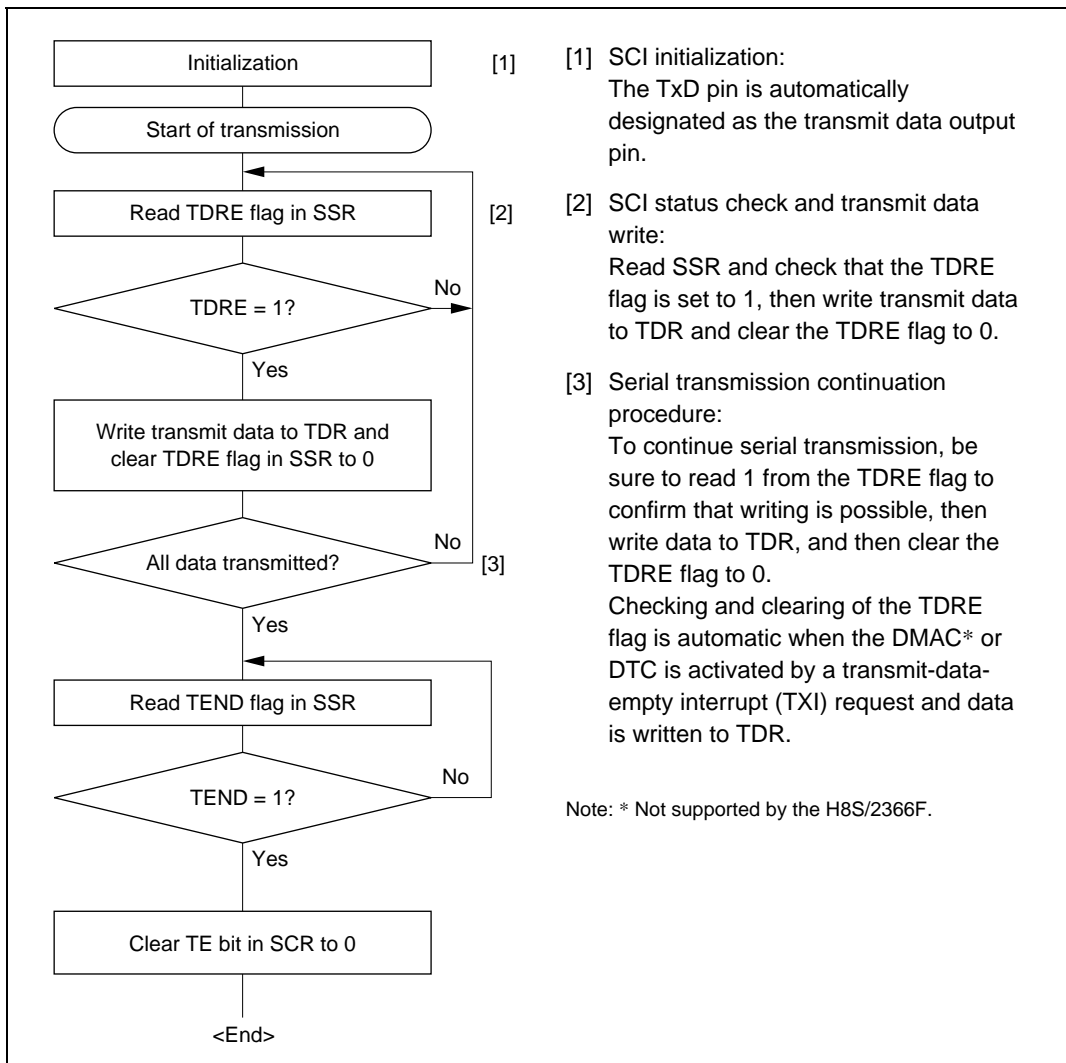 Initialization
[1]
Start of transmission
Read TDRE flag in SSR
[2]
TDRE = 1?
No
Yes
Write transmit data to TDR and
clear TDRE flag in SSR to 0
All data transmitted?
No
[3]
Yes
Read TEND flag in SSR
TEND = 1?
No
Yes
Clear TE bit in SCR to 0
<End>
[1] SCI initialization:
The TxD pin is automatically
designated as the transmit data output
pin.
[2] SCI status check and transmit data
write:
Read SSR and check that the TDRE
flag is set to 1, then write transmit data
to TDR and clear the TDRE flag to 0.
[3] Serial transmission continuation
procedure:
To continue serial transmission, be
sure to read 1 from the TDRE flag to
confirm that writing is possible, then
write data to TDR, and then clear the
TDRE flag to 0.
Checking and clearing of the TDRE
flag is automatic when the DMAC* or
DTC is activated by a transmit-data-
empty interrupt (TXI) request and data
is written to TDR.
Note: * Not supported by the H8S/2366F.